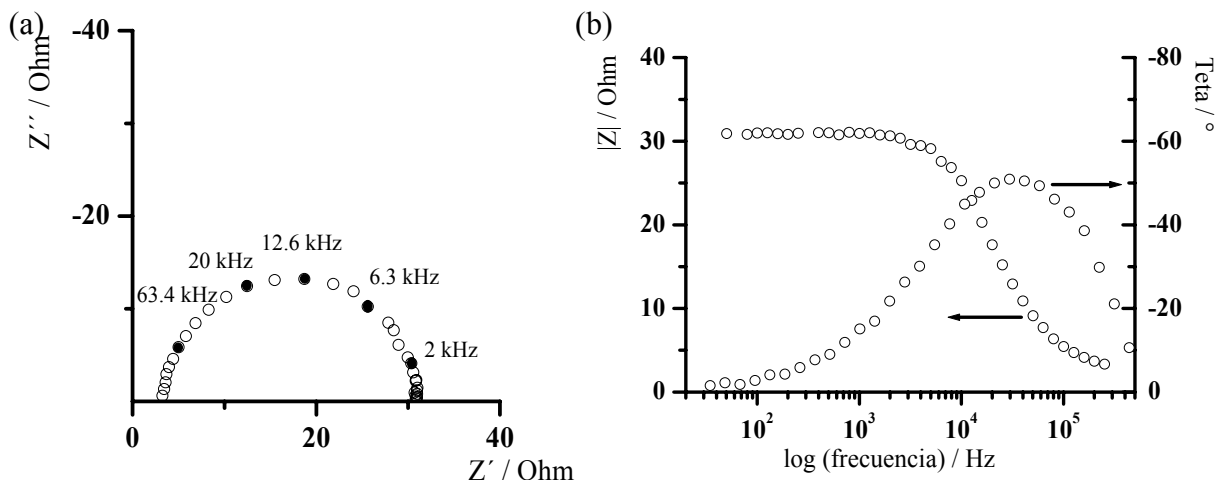 (a)
-40
-20
0
0
20
40
Z´´ / Ohm
Z´ / Ohm
63.4 kHz
20 kHz
12.6 kHz
6.3 kHz
2 kHz
(b)
40
30
20
10
0
|Z| / Ohm
-80
-60
-40
-20
0
Teta / °
10²
10³
10⁴
10⁵
log (frecuencia) / Hz